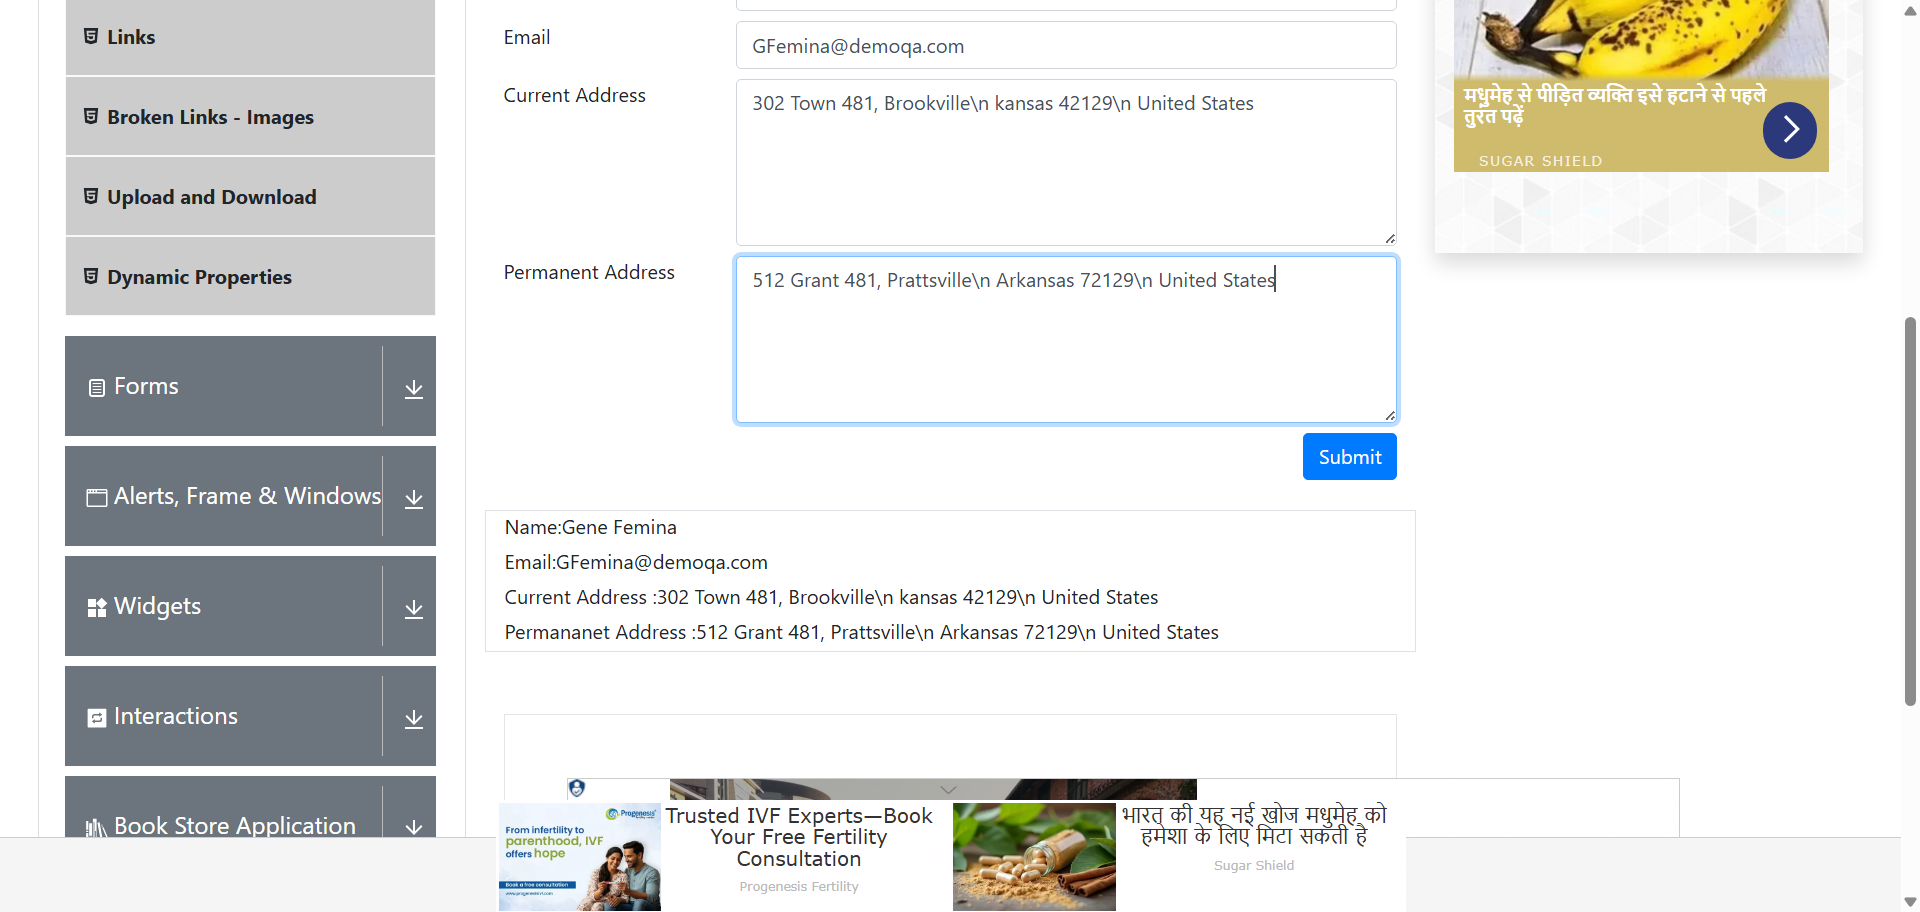 Links
Broken Links - Images
Upload and Download
Dynamic Properties
Forms
Alerts, Frame & Windows
Widgets
Interactions
Book Store Application
Email
GFemina@demoqa.com
Current Address
302 Town 481, Brookville\n kansas 42129\n United States
Permanent Address
512 Grant 481, Prattsville\n Arkansas 72129\n United States
Submit
Name:Gene Femina
Email:GFemina@demoqa.com
Current Address :302 Town 481, Brookville\n kansas 42129\n United States
Permananet Address :512 Grant 481, Prattsville\n Arkansas 72129\n United States
मधुमेह से पीड़ित व्यक्ति इसे हटाने से पहले
तुरंत पढ़ें
SUGAR SHIELD
Progenesis
From infertility to
parenthood, IVF
offers hope
Book a free consultation
www.progenesisivf.com
Trusted IVF Experts—Book
Your Free Fertility
Consultation
Progenesis Fertility
भारत की यह नई खोज मधुमेह को
हमेशा के लिए मिटा सकती है
Sugar Shield